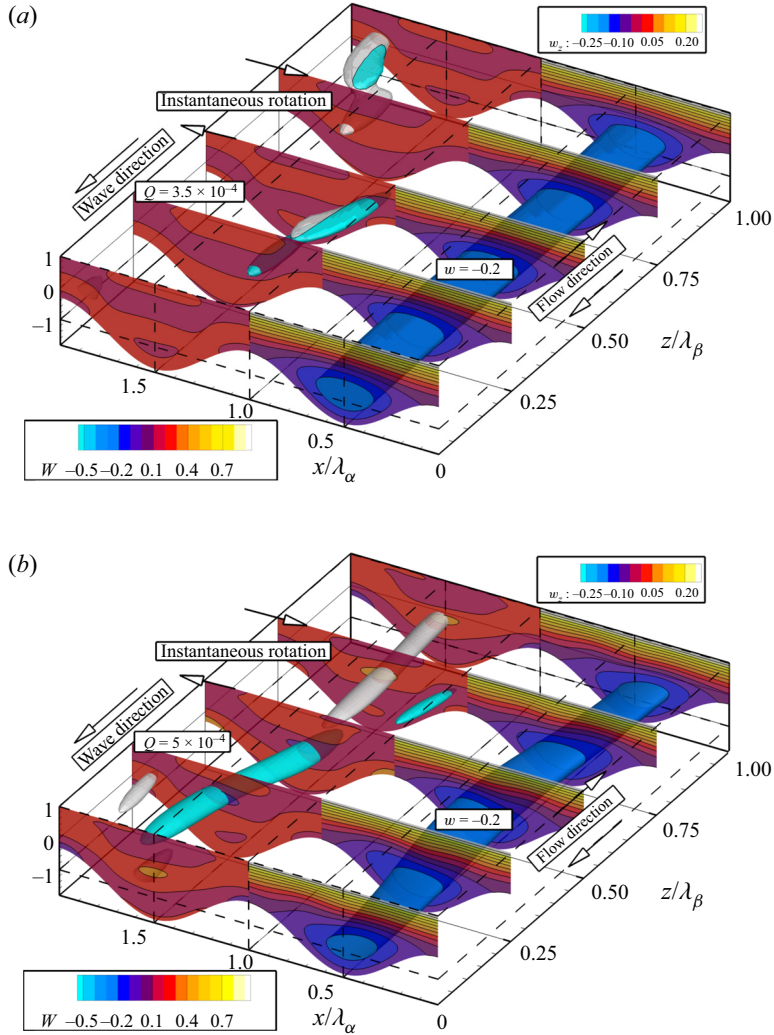 (a)
w_z : –0.25 –0.10 0.05 0.20
Instantaneous rotation
Wave direction
Q = 3.5 × 10⁻⁴
1.00
1
w = –0.2
Flow direction
0.75
0
0.50
z/λ_β
–1
1.5
0.25
1.0
0.5
W –0.5 –0.2 0.1 0.4 0.7
x/λ_α
0
(b)
w_z : –0.25 –0.10 0.05 0.20
Instantaneous rotation
Wave direction
Q = 5 × 10⁻⁴
1.00
1
w = –0.2
Flow direction
0.75
0
0.50
z/λ_β
–1
1.5
0.25
1.0
0.5
W –0.5 –0.2 0.1 0.4 0.7
x/λ_α
0